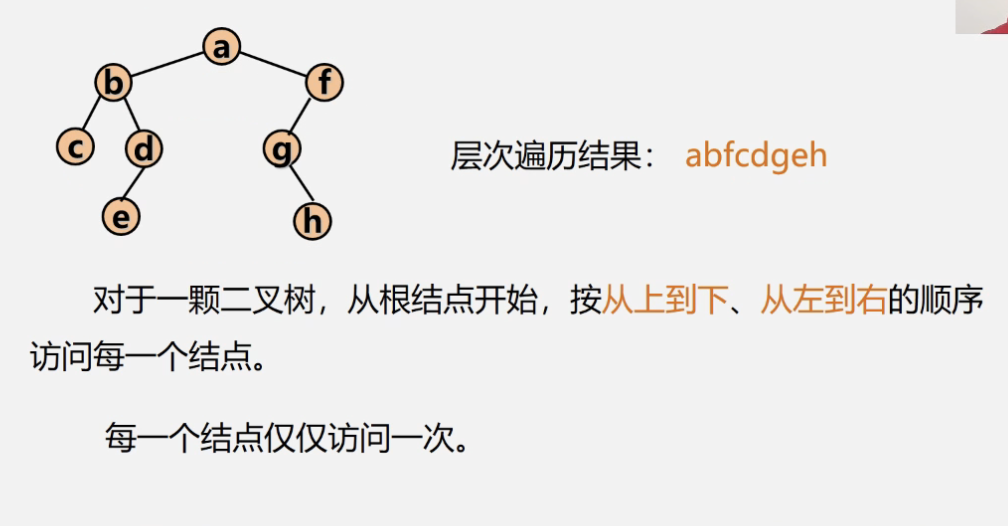 a
b f
c d g
层次遍历结果： abfcdgeh
e h
对于一颗二叉树，从根结点开始，按从上到下、从左到右的顺序
访问每一个结点。
每一个结点仅仅访问一次。